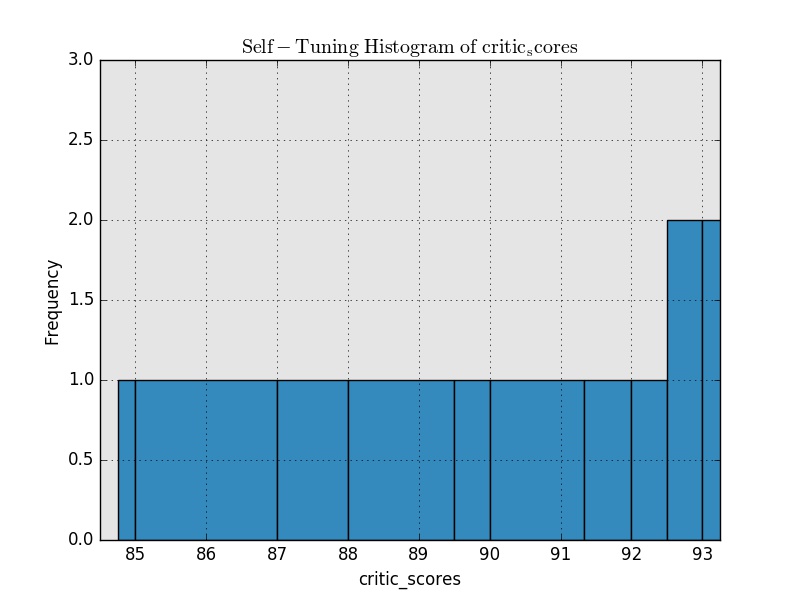 Self − Tuning Histogram of critic_scores
3.0
2.5
2.0
1.5
1.0
0.5
0.0
Frequency
85 86 87 88 89 90 91 92 93
critic_scores